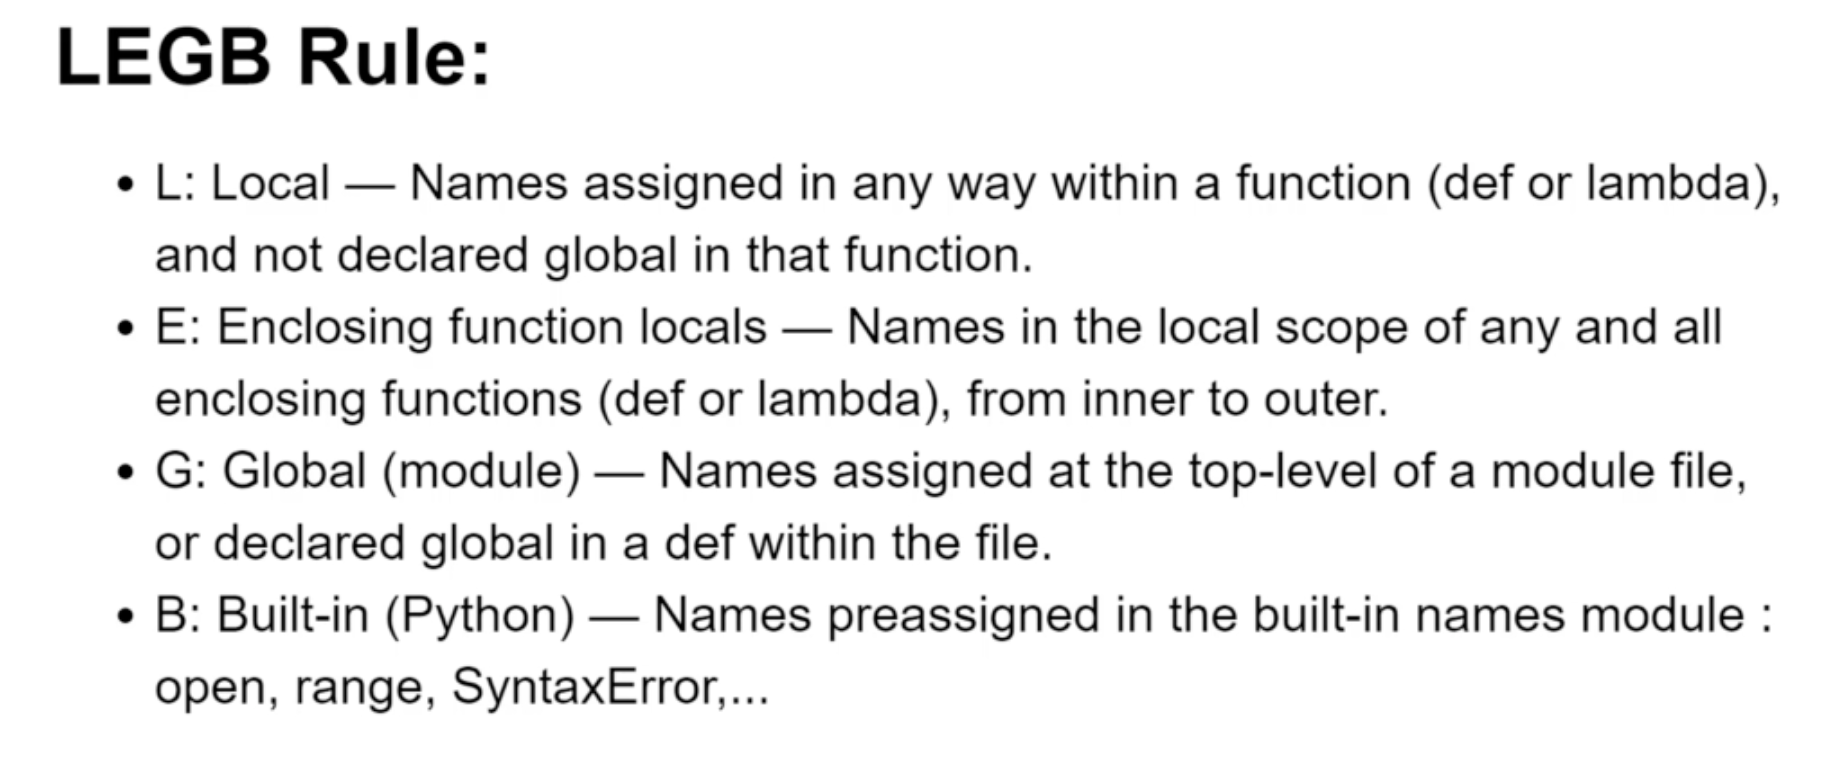 LEGB Rule:
• L: Local — Names assigned in any way within a function (def or lambda),
and not declared global in that function.
• E: Enclosing function locals — Names in the local scope of any and all
enclosing functions (def or lambda), from inner to outer.
• G: Global (module) — Names assigned at the top-level of a module file,
or declared global in a def within the file.
• B: Built-in (Python) — Names preassigned in the built-in names module :
open, range, SyntaxError,...